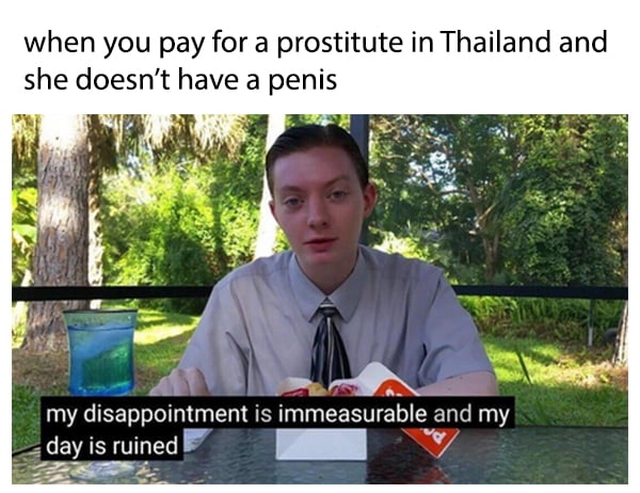 when you pay for a prostitute in Thailand and
she doesn't have a penis
my disappointment is immeasurable and my
day is ruined